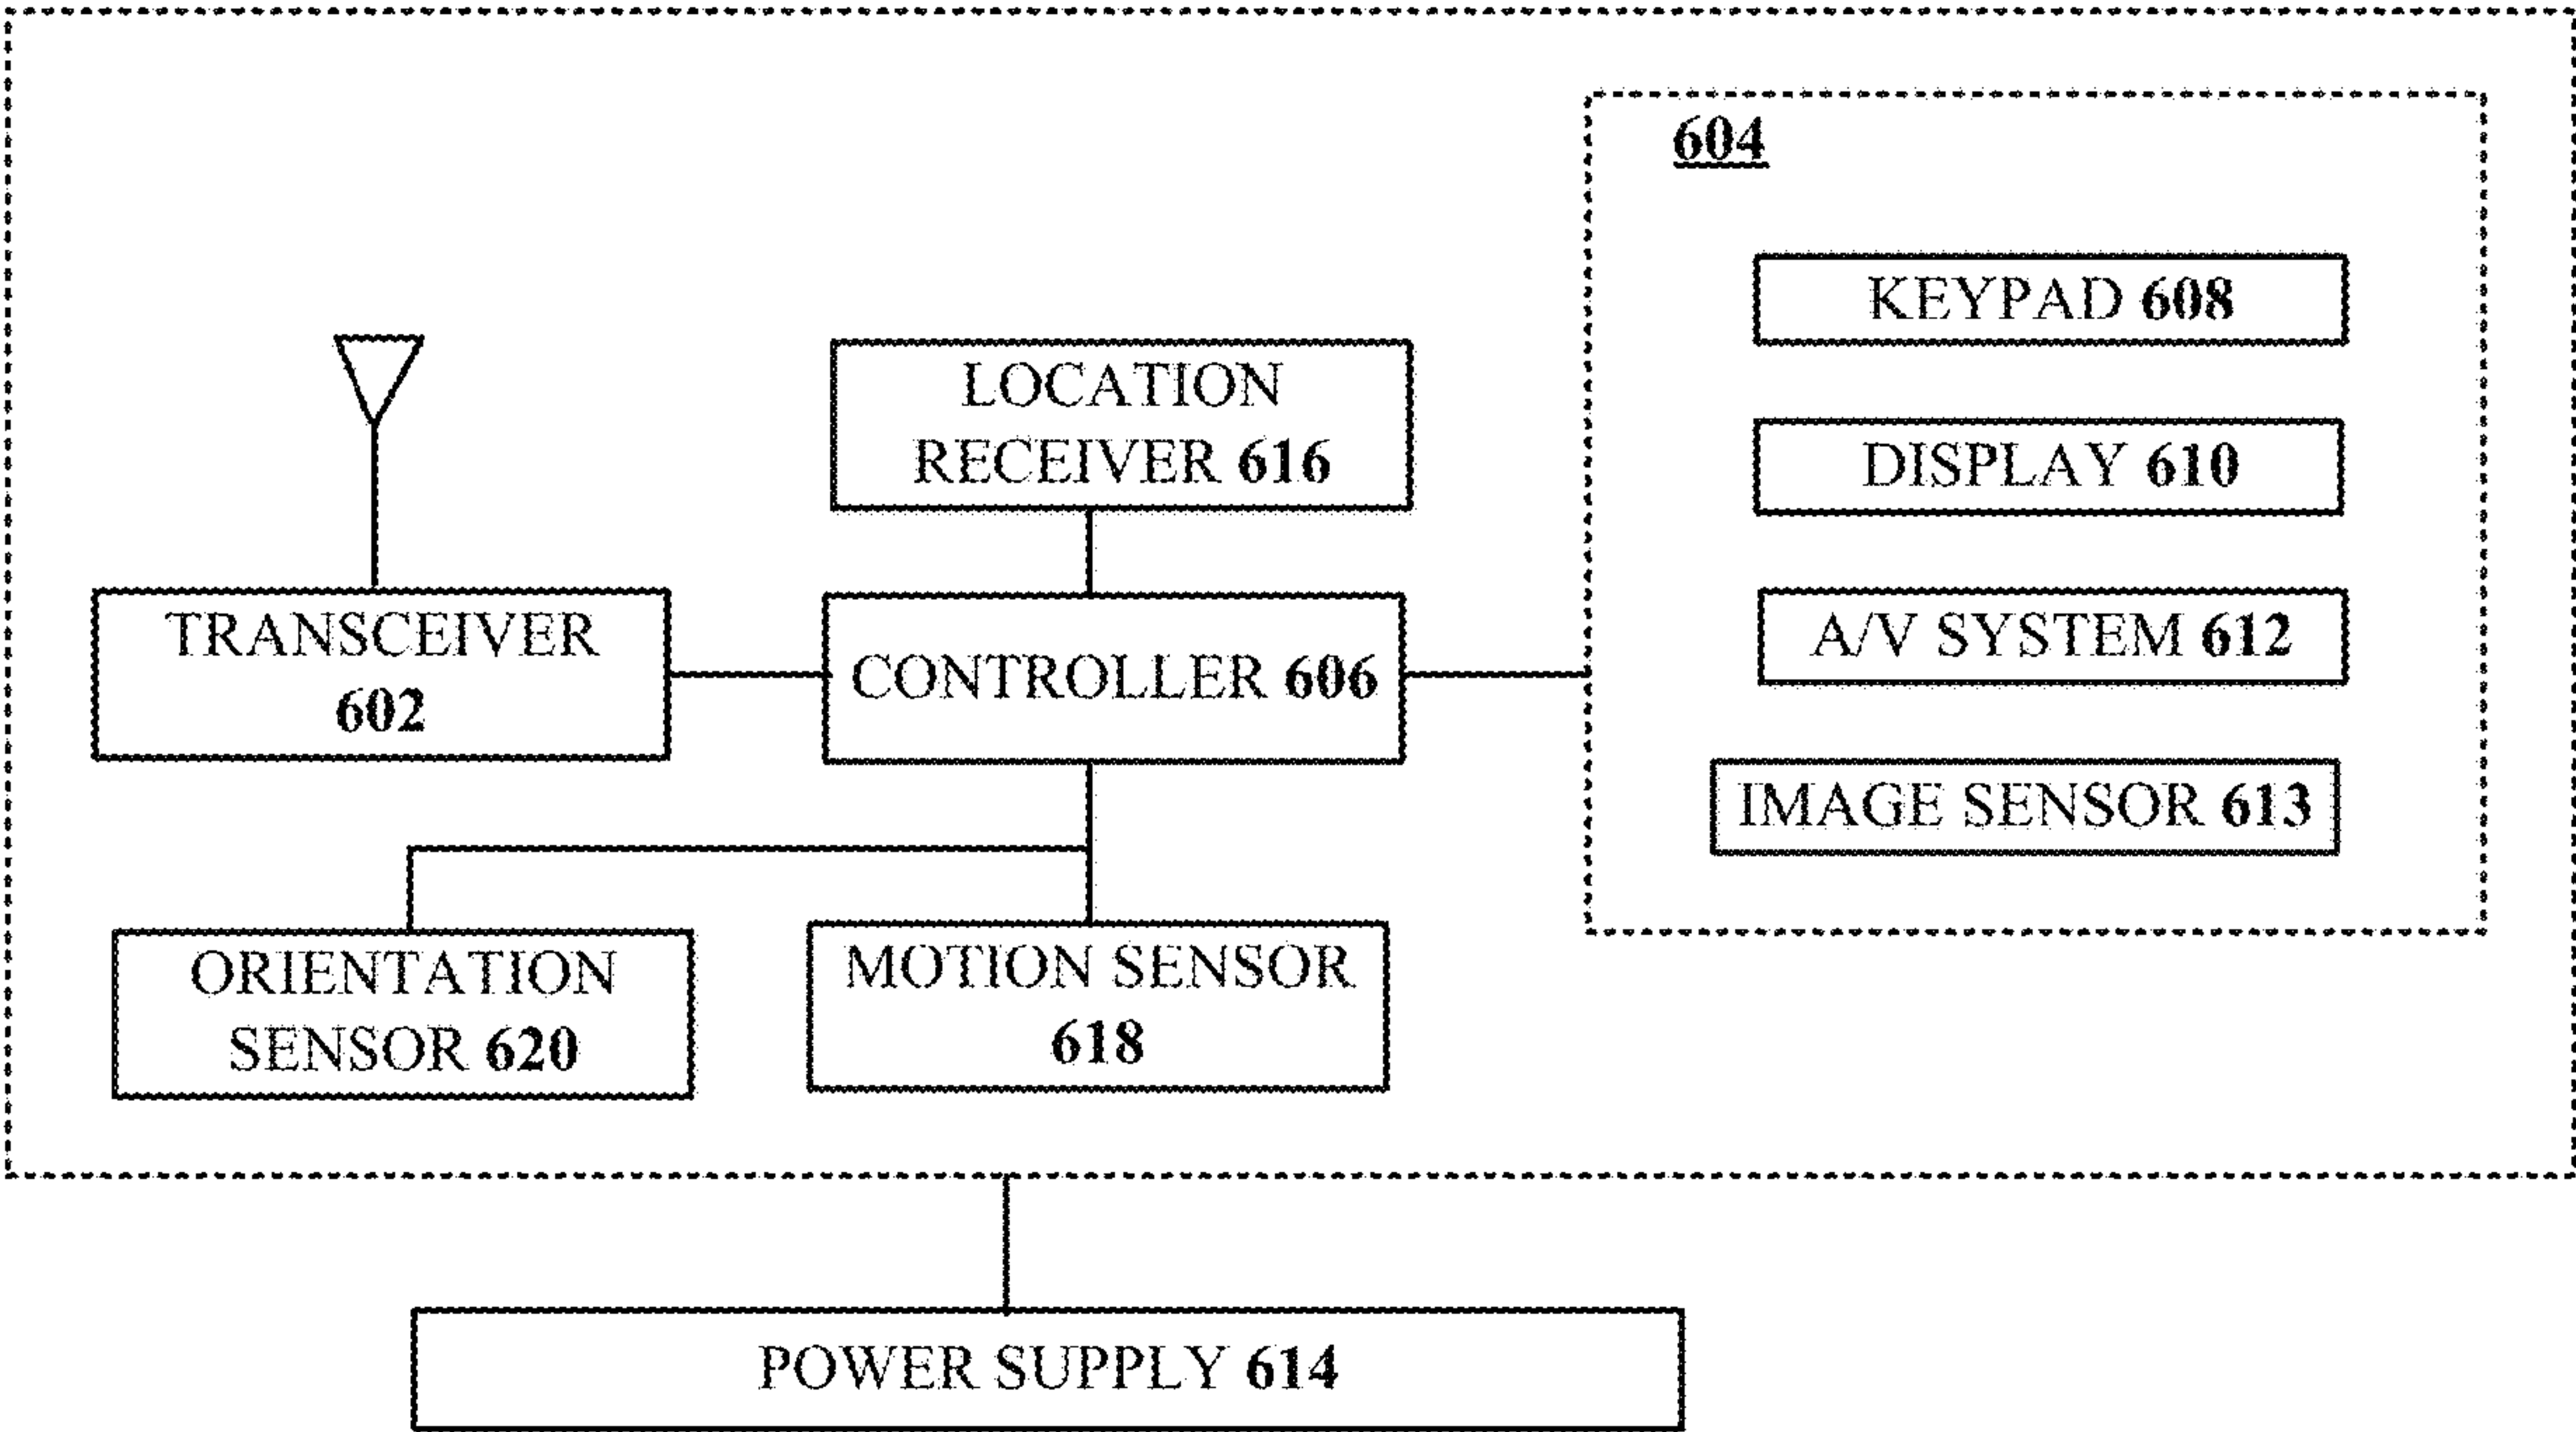 604
KEYPAD 608
DISPLAY 610
A/V SYSTEM 612
IMAGE SENSOR 613
LOCATION
RECEIVER 616
TRANSCEIVER
602
CONTROLLER 606
ORIENTATION
SENSOR 620
MOTION SENSOR
618
POWER SUPPLY 614